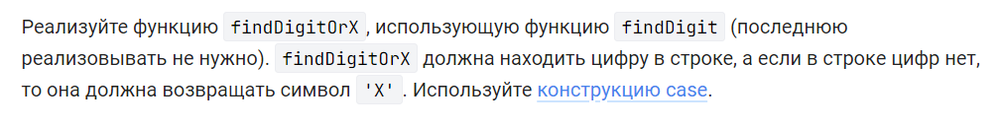 Реализуйте функцию findDigitOrX, использующую функцию findDigit (последнюю
реализовывать не нужно). findDigitOrX должна находить цифру в строке, а если в строке цифр нет,
то она должна возвращать символ 'X'. Используйте конструкцию case.